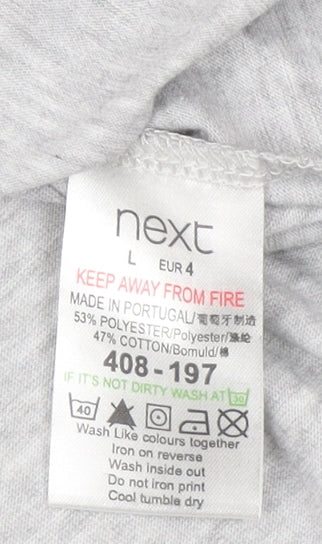 next
L EUR 4
KEEP AWAY FROM FIRE
MADE IN PORTUGAL/葡萄牙制造
53% POLYESTER/Polyester/涤纶
47% COTTON/Bomuld/棉
408-197
IF IT'S NOT DIRTY WASH AT 30
40
Wash Like colours together
Iron on reverse
Wash inside out
Do not iron print
Cool tumble dry